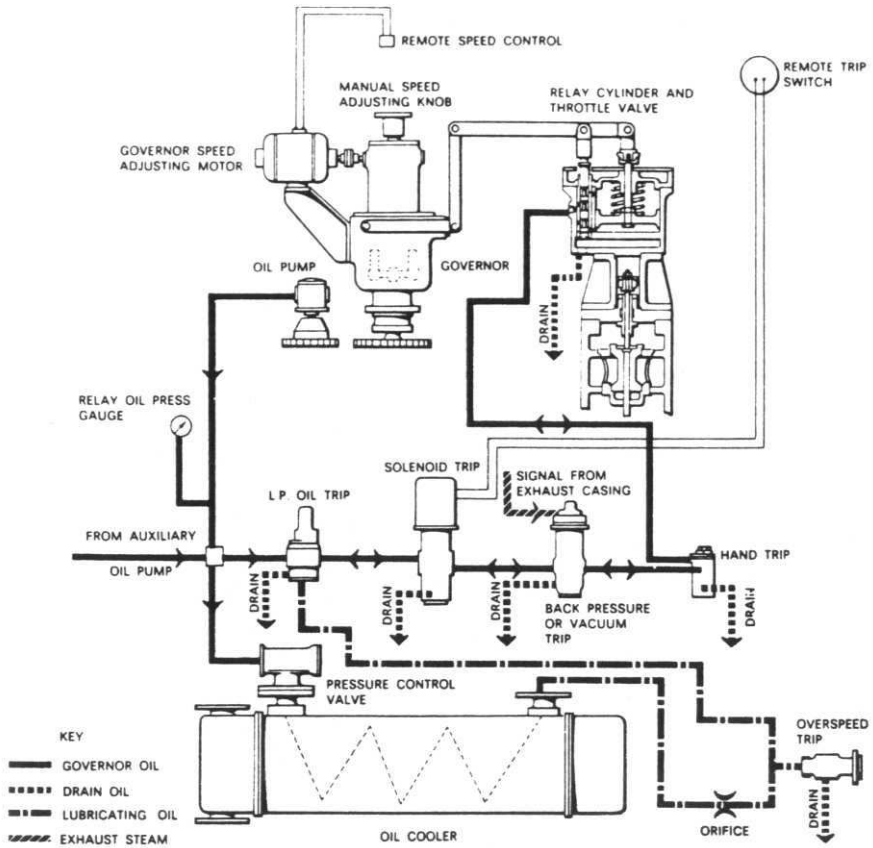 REMOTE SPEED CONTROL
REMOTE TRIP
SWITCH
MANUAL SPEED
ADJUSTING KNOB
RELAY CYLINDER AND
THROTTLE VALVE
GOVERNOR SPEED
ADJUSTING MOTOR
OIL PUMP
GOVERNOR
DRAIN
RELAY OIL PRESS
GAUGE
SOLENOID TRIP
SIGNAL FROM
EXHAUST CASING
L.P. OIL TRIP
FROM AUXILIARY
OIL PUMP
HAND TRIP
DRAIN
DRAIN
DRAIN
BACK PRESSURE
OR VACUUM
TRIP
DRAIN
PRESSURE CONTROL
VALVE
OVERSPEED
TRIP
KEY
GOVERNOR OIL
DRAIN OIL
LUBRICATING OIL
EXHAUST STEAM
OIL COOLER
ORIFICE
DRAIN